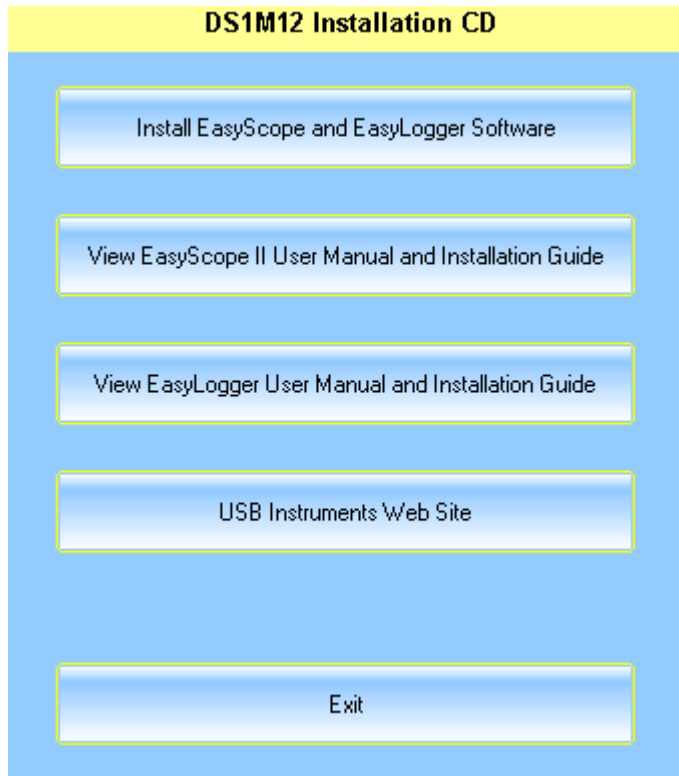 DS1M12 Installation CD
Install EasyScope and EasyLogger Software
View EasyScope II User Manual and Installation Guide
View EasyLogger User Manual and Installation Guide
USB Instruments Web Site
Exit